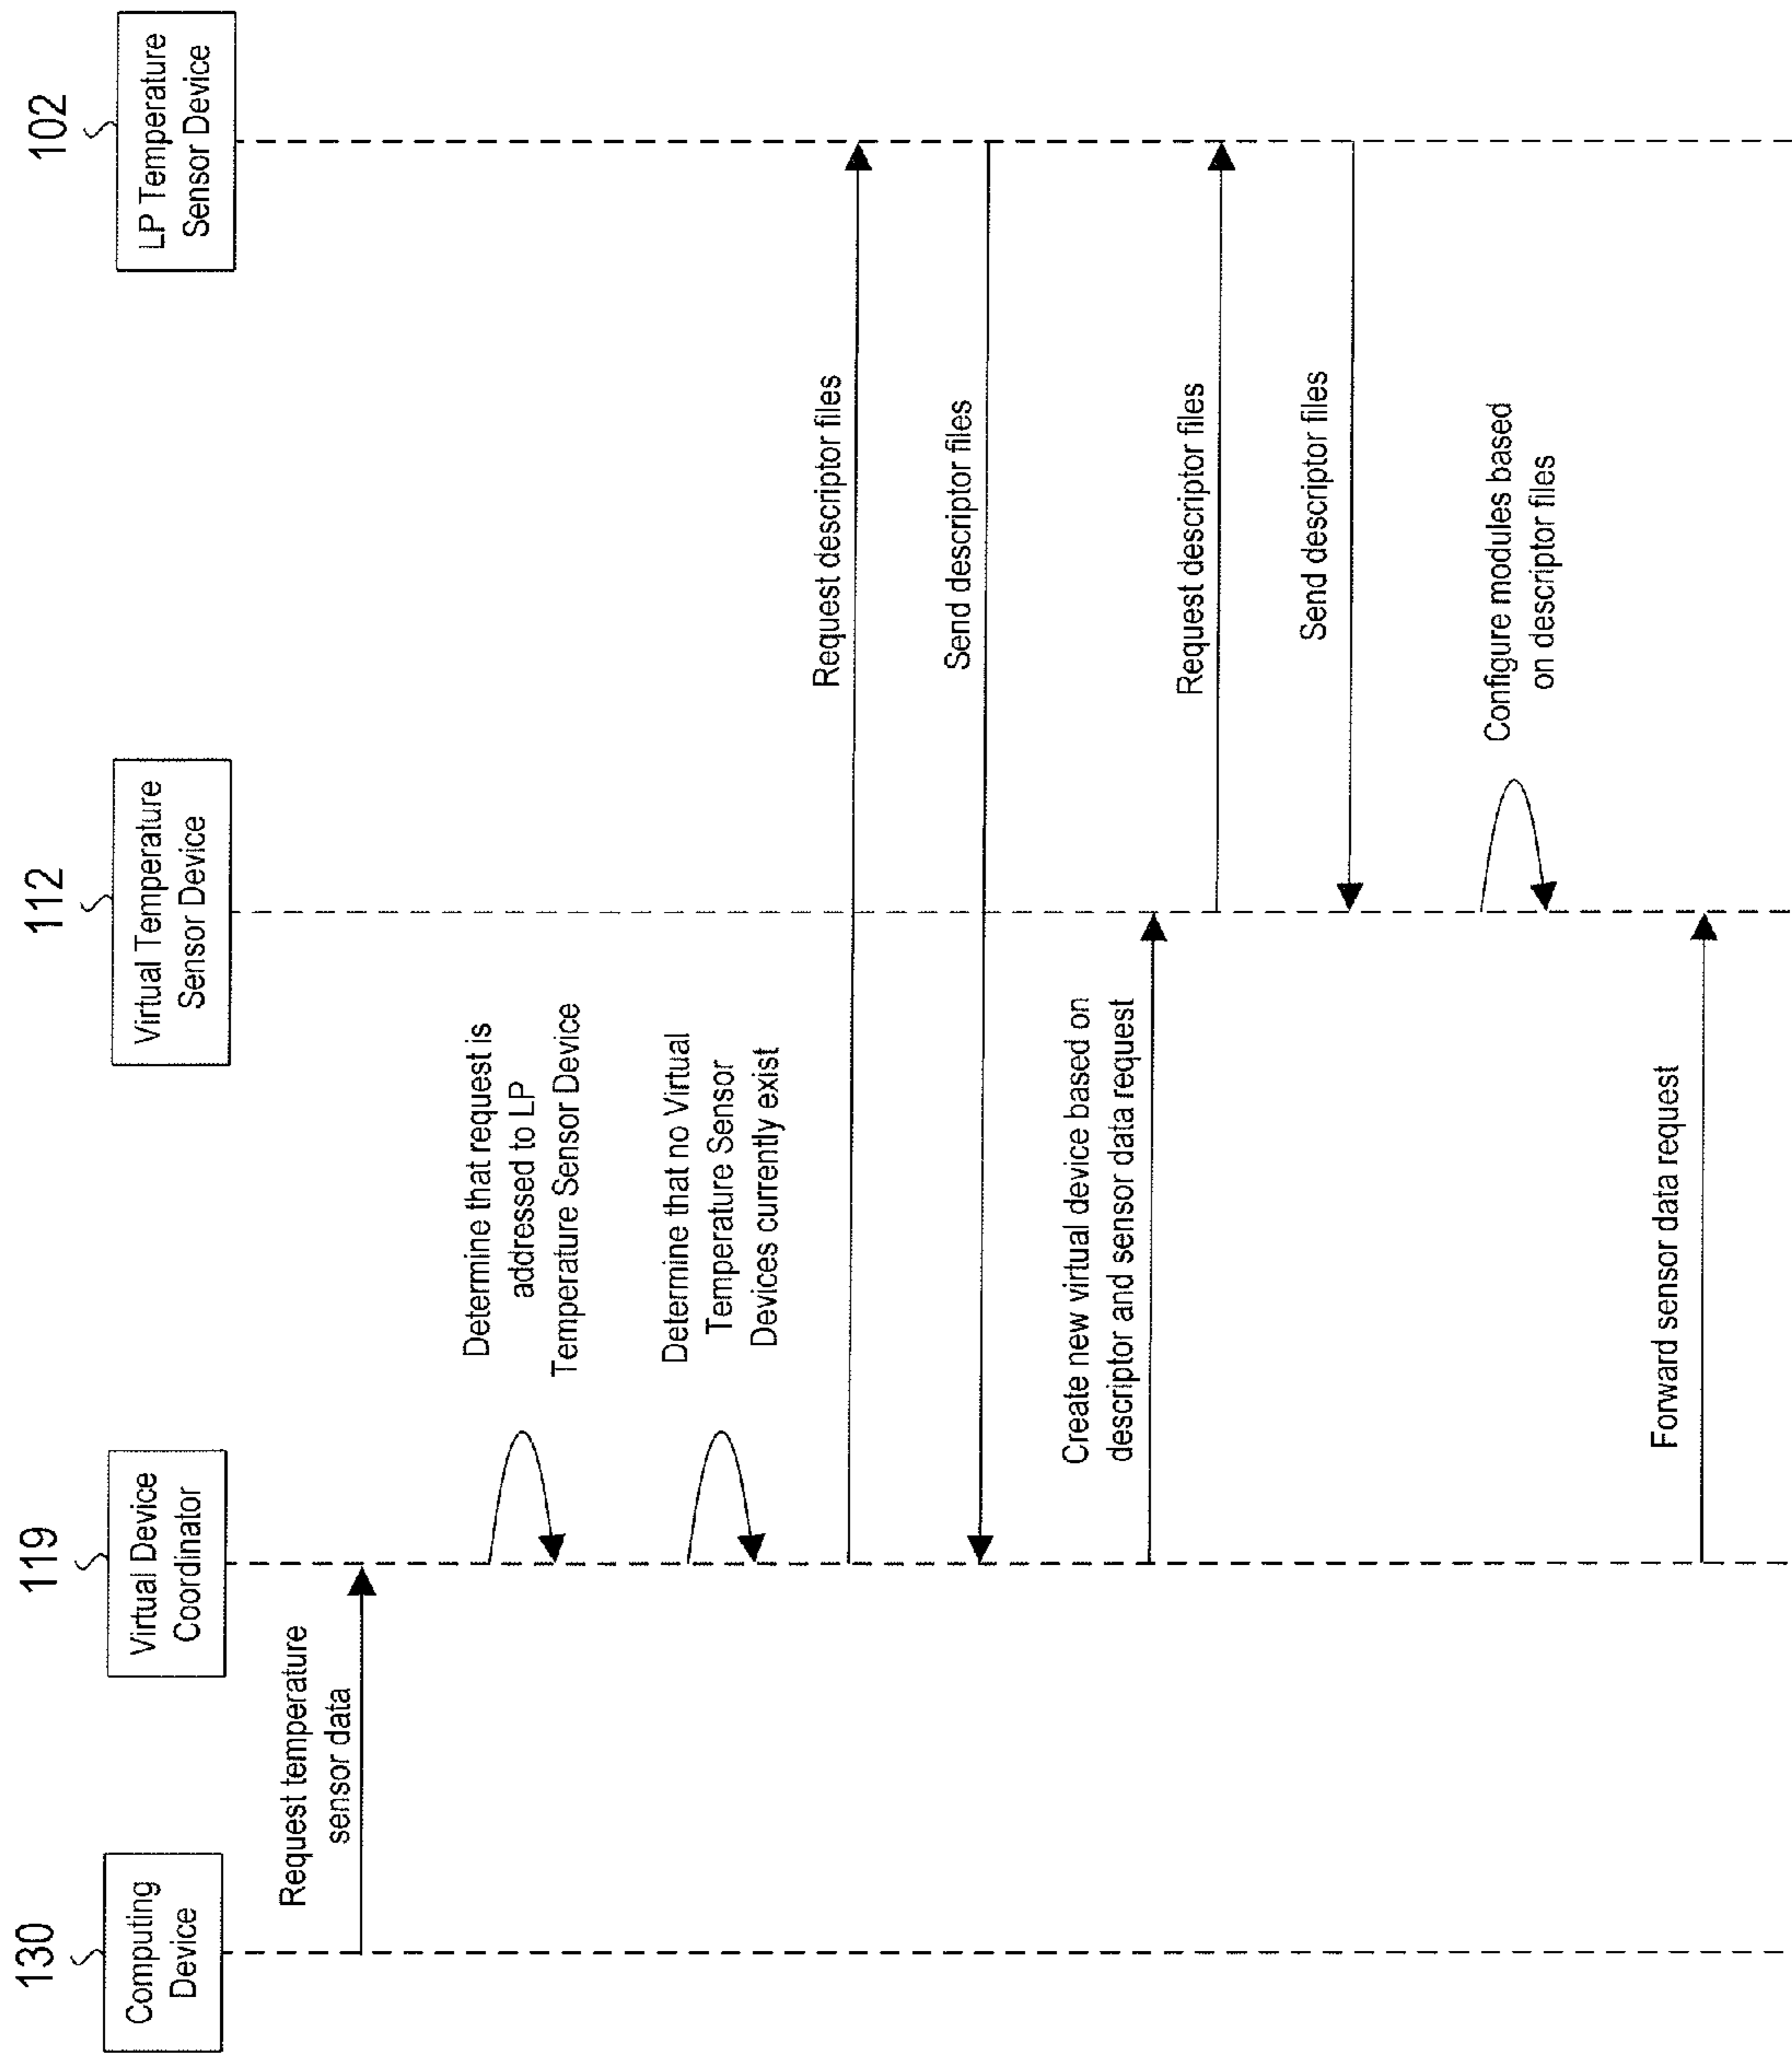 130
Computing
Device
119
Virtual Device
Coordinator
112
Virtual Temperature
Sensor Device
102
LP Temperature
Sensor Device
Request temperature
sensor data
Determine that request is
addressed to LP
Temperature Sensor Device
Determine that no Virtual
Temperature Sensor
Devices currently exist
Request descriptor files
Send descriptor files
Create new virtual device based on
descriptor and sensor data request
Request descriptor files
Send descriptor files
Configure modules based
on descriptor files
Forward sensor data request